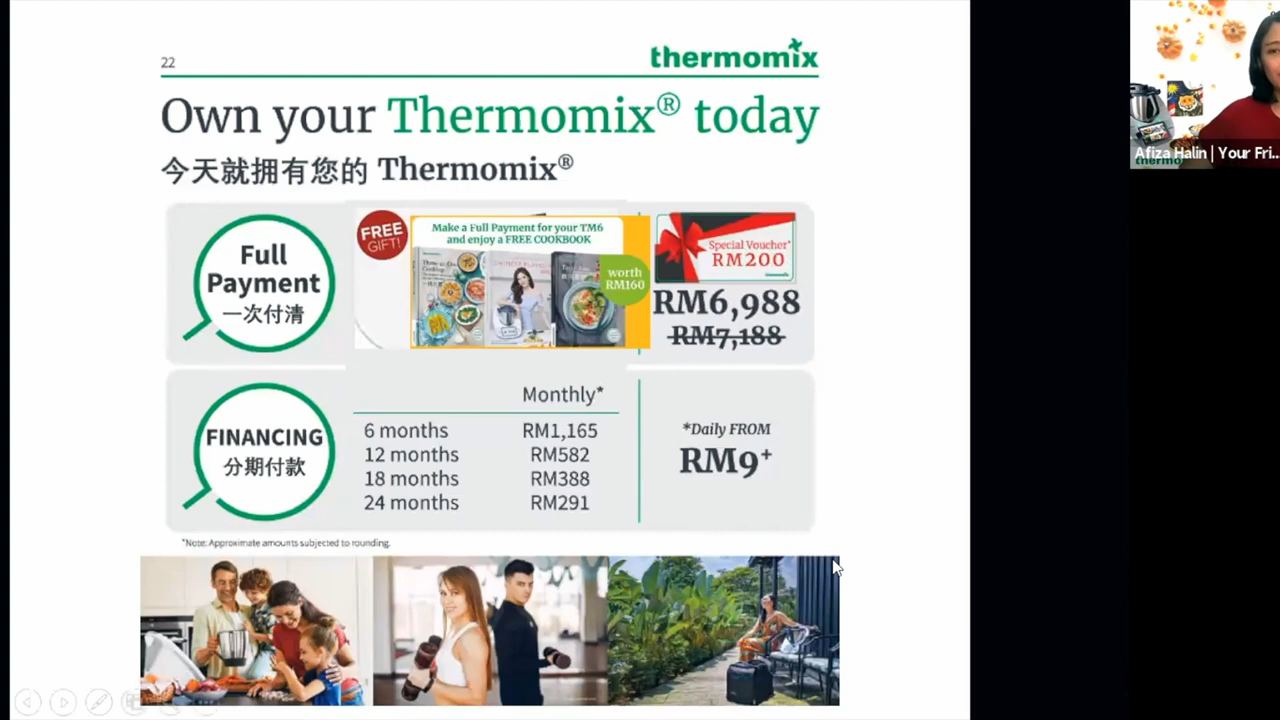 22
thermomix
Own your Thermomix® today
今天就拥有您的 Thermomix®
Full
Payment
一次付清
FREE
GIFT!
Make a Full Payment for your TM6
and enjoy a FREE COOKBOOK
worth
RM160
Special Voucher*
RM200
RM6,988
RM7,188
FINANCING
分期付款
Monthly*
6 months RM1,165
12 months RM582
18 months RM388
24 months RM291
*Daily FROM
RM9+
*Note: Approximate amounts subjected to rounding.
Afiza Halin | Your Fri...
thermo